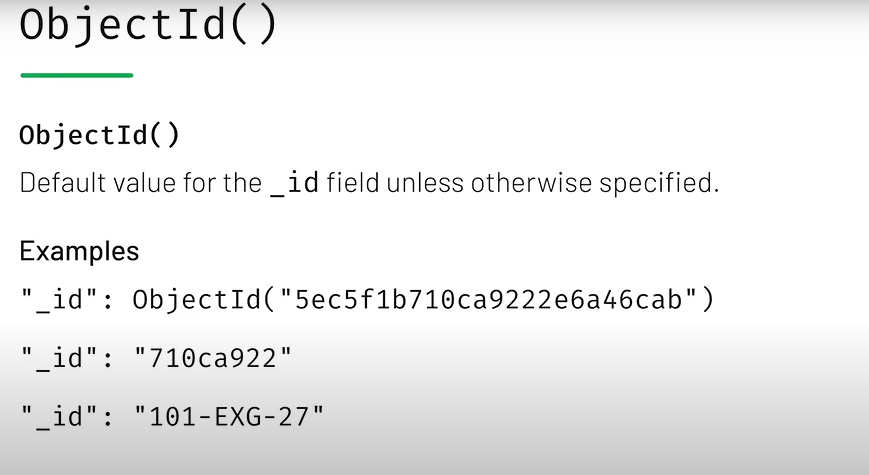 ObjectId()
ObjectId()
Default value for the _id field unless otherwise specified.
Examples
"_id": ObjectId("5ec5f1b710ca9222e6a46cab")
"_id": "710ca922"
"_id": "101-EXG-27"